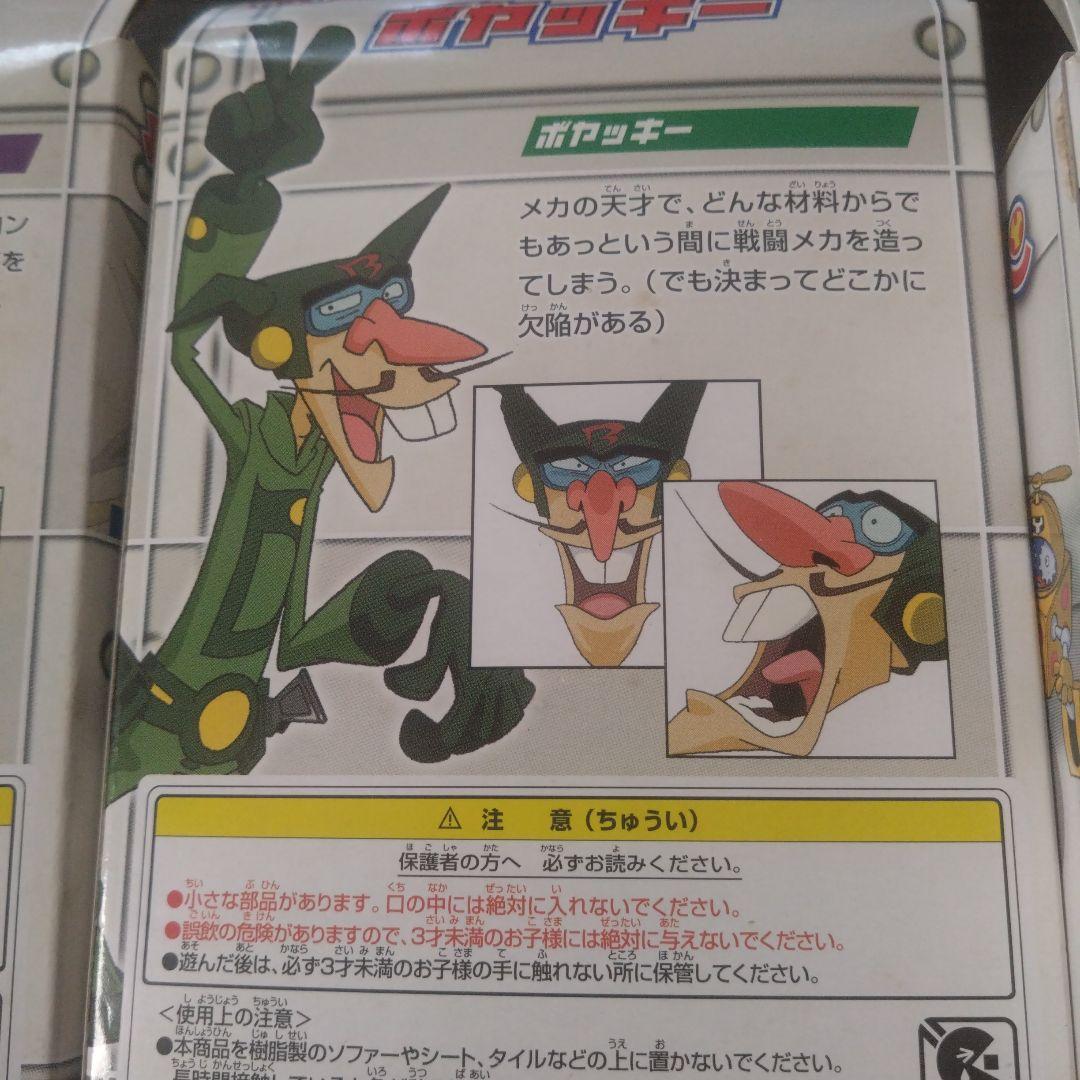 ボヤッキー
ボヤッキー
メカの天才で、どんな材料からで
もあっという間に戦闘メカを造っ
てしまう。（でも決まってどこかに
欠陥がある）
⚠ 注 意（ちゅうい）
保護者の方へ 必ずお読みください。
●小さな部品があります。口の中には絶対に入れないでください。
●誤飲の危険がありますので、3才未満のお子様には絶対に与えないでください。
●遊んだ後は、必ず3才未満のお子様の手に触れない所に保管してください。
＜使用上の注意＞
●本商品を樹脂製のソファーやシート、タイルなどの上に置かないでください。